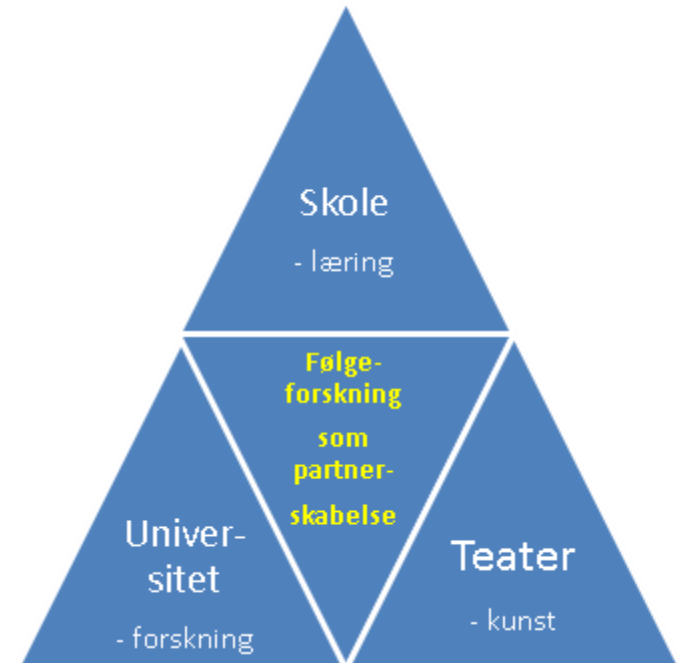 Skole
- læring
Følge-
forskning
som
partner-
skabelse
Univer-
sitet
- forskning
Teater
- kunst